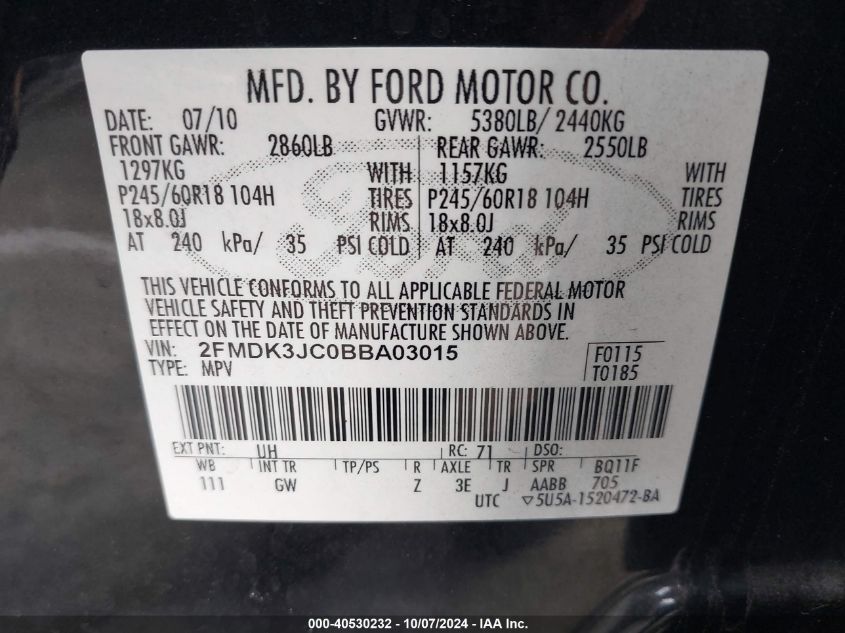 MFD. BY FORD MOTOR CO.
DATE: 07/10 GVWR: 5380LB/ 2440KG
FRONT GAWR: 2860LB REAR GAWR: 2550LB
1297KG WITH 1157KG WITH
P245/60R18 104H TIRES P245/60R18 104H TIRES
18x8.0J RIMS 18x8.0J RIMS
AT 240 kPa/ 35 PSI COLD AT 240 kPa/ 35 PSI COLD
THIS VEHICLE CONFORMS TO ALL APPLICABLE FEDERAL MOTOR
VEHICLE SAFETY AND THEFT PREVENTION STANDARDS IN
EFFECT ON THE DATE OF MANUFACTURE SHOWN ABOVE.
VIN: 2FMDK3JC0BBA03015 F0115
TYPE: MPV T0185
EXT PNT: UH RC: 71 DSO:
WB INT TR TP/PS R AXLE TR SPR BQ11F
111 GW Z 3E J AABB 705
UTC ▽5U5A-1520472-BA
000-40530232 - 10/07/2024 - IAA Inc.